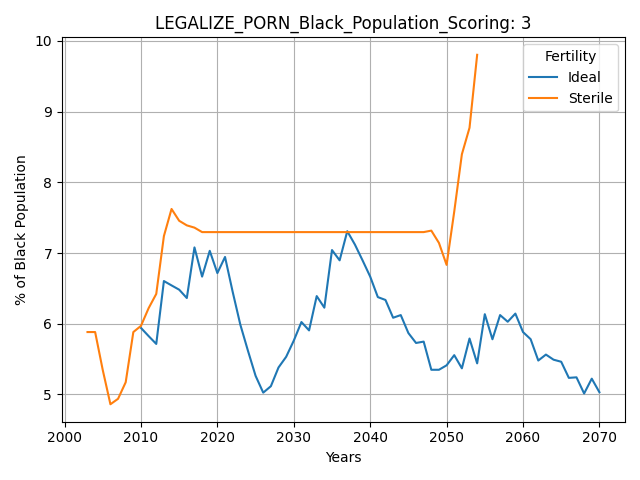 LEGALIZE_PORN_Black_Population_Scoring: 3
10
9
8
7
6
5
% of Black Population
Fertility
Ideal
Sterile
2000 2010 2020 2030 2040 2050 2060 2070
Years